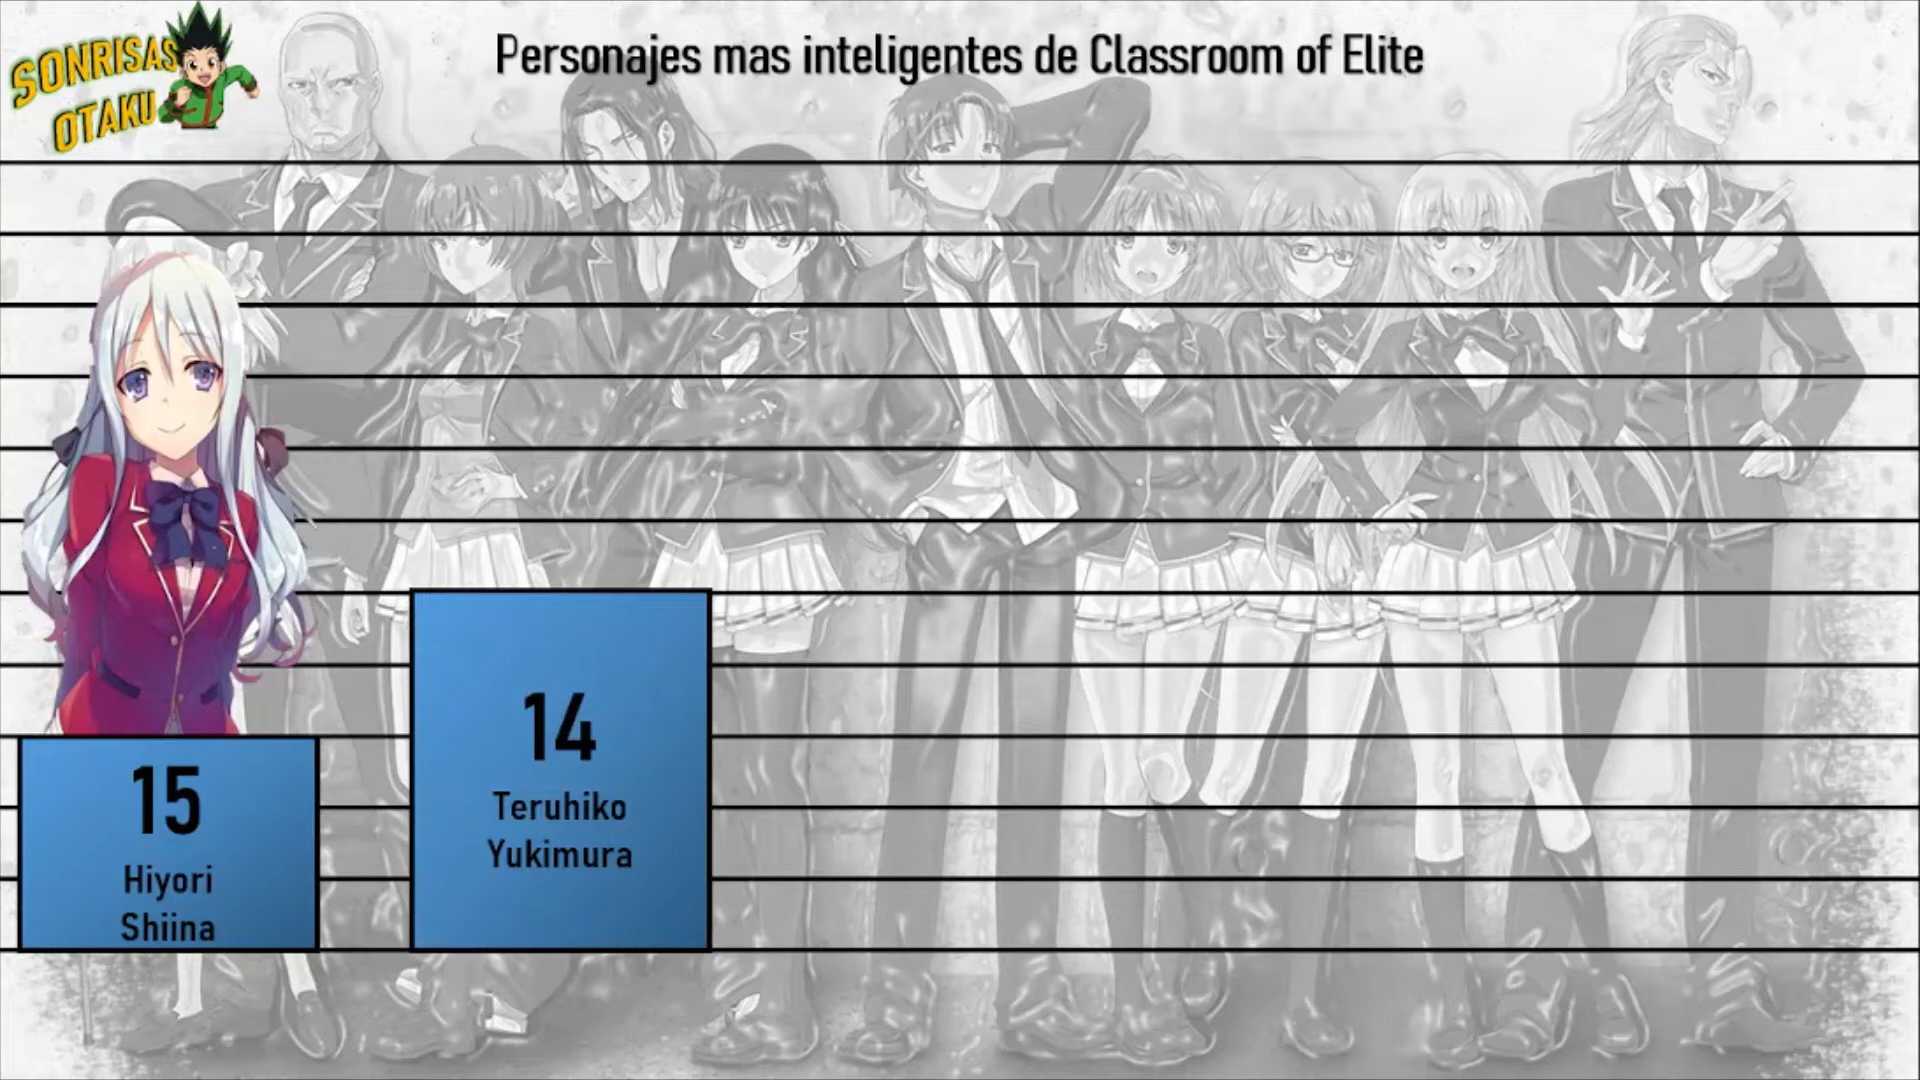 SONRISAS
OTAKU
Personajes mas inteligentes de Classroom of Elite
15
Hiyori
Shiina
14
Teruhiko
Yukimura